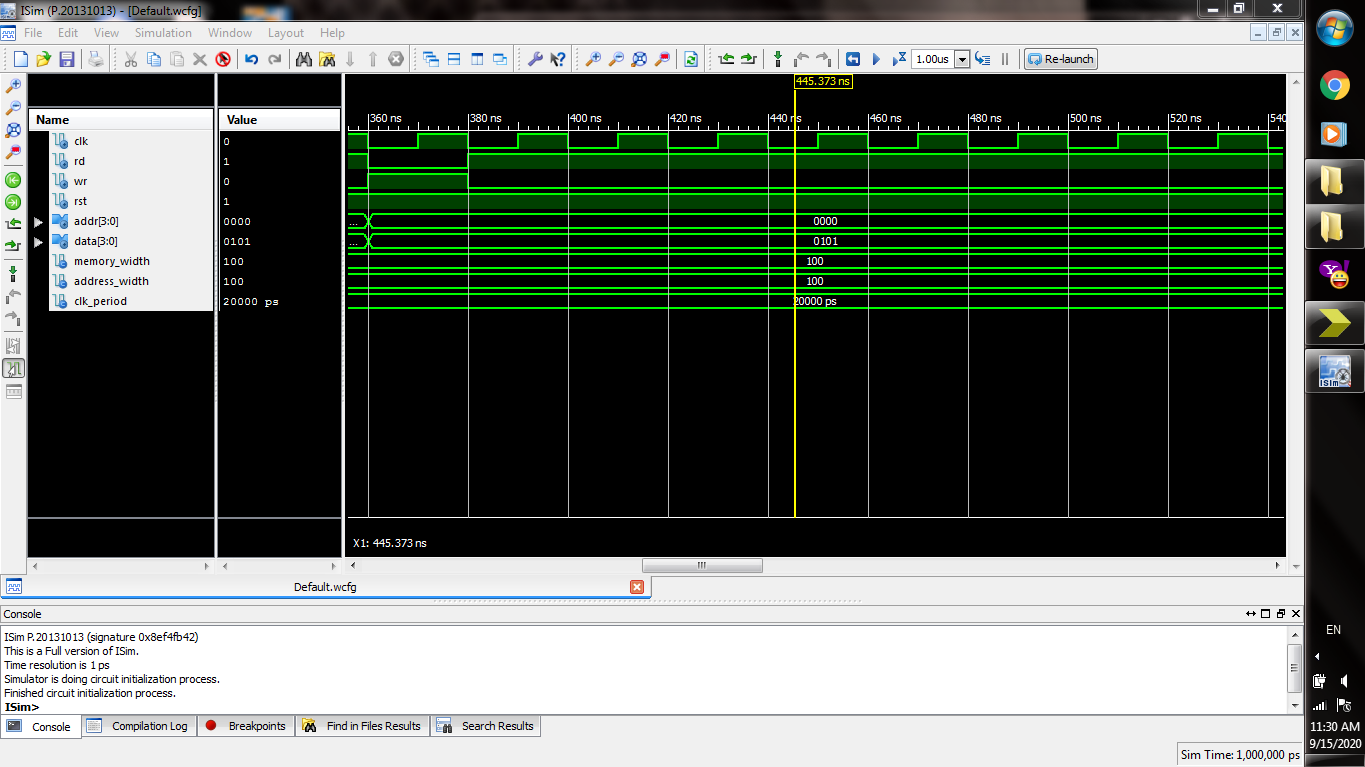 ISim (P.20131013) - [Default.wcfg]
File Edit View Simulation Window Layout Help
1.00us Re-launch
445.373 ns
Name Value
360 ns 380 ns 400 ns 420 ns 440 ns 460 ns 480 ns 500 ns 520 ns 540
clk 0
rd 1
wr 0
rst 1
addr[3:0] 0000 ... 0000
data[3:0] 0101 ... 0101
memory_width 100 100
address_width 100 100
clk_period 20000 ps 20000 ps
X1: 445.373 ns
Default.wcfg
Console
ISim P.20131013 (signature 0x8ef4fb42)
This is a Full version of ISim.
Time resolution is 1 ps
Simulator is doing circuit initialization process.
Finished circuit initialization process.
ISim>
Console Compilation Log Breakpoints Find in Files Results Search Results
Sim Time: 1,000,000 ps
ISim
EN
11:30 AM
9/15/2020